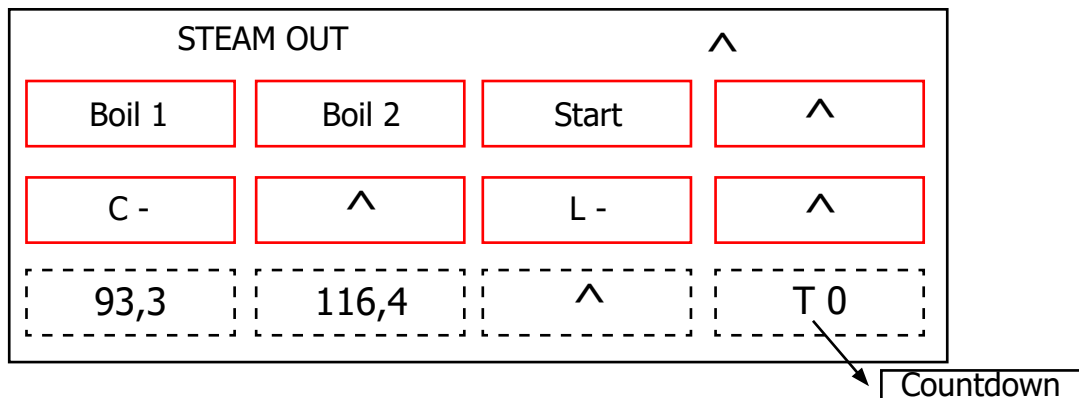 STEAM OUT ^
Boil 1 Boil 2 Start ^
C - ^ L - ^
93,3 116,4 ^ T 0
Countdown